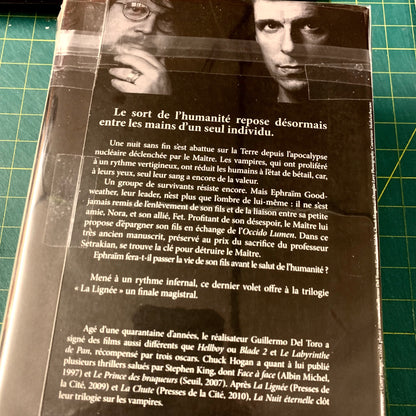 Le sort de l'humanité repose désormais
entre les mains d'un seul individu.
Une nuit sans fin s'est abattue sur la Terre depuis l'apocalypse
nucléaire déclenchée par le Maître. Les vampires, qui ont proliféré
à un rythme vertigineux, ont réduit les humains à l'état de bétail, car,
à leurs yeux, seul leur sang a encore de la valeur.
Un groupe de survivants résiste encore. Mais Ephraïm Good-
weather, leur leader, n'est plus que l'ombre de lui-même : il ne s'est
jamais remis de l'enlèvement de son fils et de la liaison entre sa petite
amie, Nora, et son allié, Fet. Profitant de son désespoir, le Maître lui
propose d'épargner son fils en échange de l'Occido Lumen. Dans ce
très ancien manuscrit, préservé au prix du sacrifice du professeur
Setrakian, se trouve la clé pour détruire le Maître.
Ephraïm fera-t-il passer la vie de son fils avant le salut de l'humanité ?
Mené à un rythme infernal, ce dernier volet offre à la trilogie
« La Lignée » un finale magistral.
Agé d'une quarantaine d'années, le réalisateur Guillermo Del Toro a
signé des films aussi différents que Hellboy ou Blade 2 et Le Labyrinthe
de Pan, récompensé par trois oscars. Chuck Hogan a quant à lui publié
plusieurs thrillers salués par Stephen King, dont Face à face (Albin Michel,
1997) et Le Prince des braqueurs (Seuil, 2007). Après La Lignée (Presses de
la Cité, 2009) et La Chute (Presses de la Cité, 2010), La Nuit éternelle clôt
leur trilogie sur les vampires.